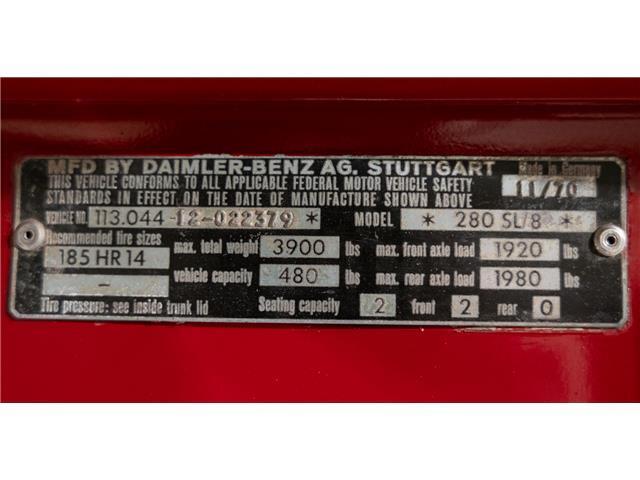 MFD BY DAIMLER-BENZ AG. STUTTGART Made in Germany
THIS VEHICLE CONFORMS TO ALL APPLICABLE FEDERAL MOTOR VEHICLE SAFETY 11/70
STANDARDS IN EFFECT ON THE DATE OF MANUFACTURE SHOWN ABOVE
VEHICLE NO. 113.044-12-022379 * MODEL * 280 SL/8 *
Recommended tire sizes
185 HR 14 max. total weight 3900 lbs max. front axle load 1920 lbs
– vehicle capacity 480 lbs max. rear axle load 1980 lbs
Tire pressure: see inside trunk lid Seating capacity 2 front 2 rear 0